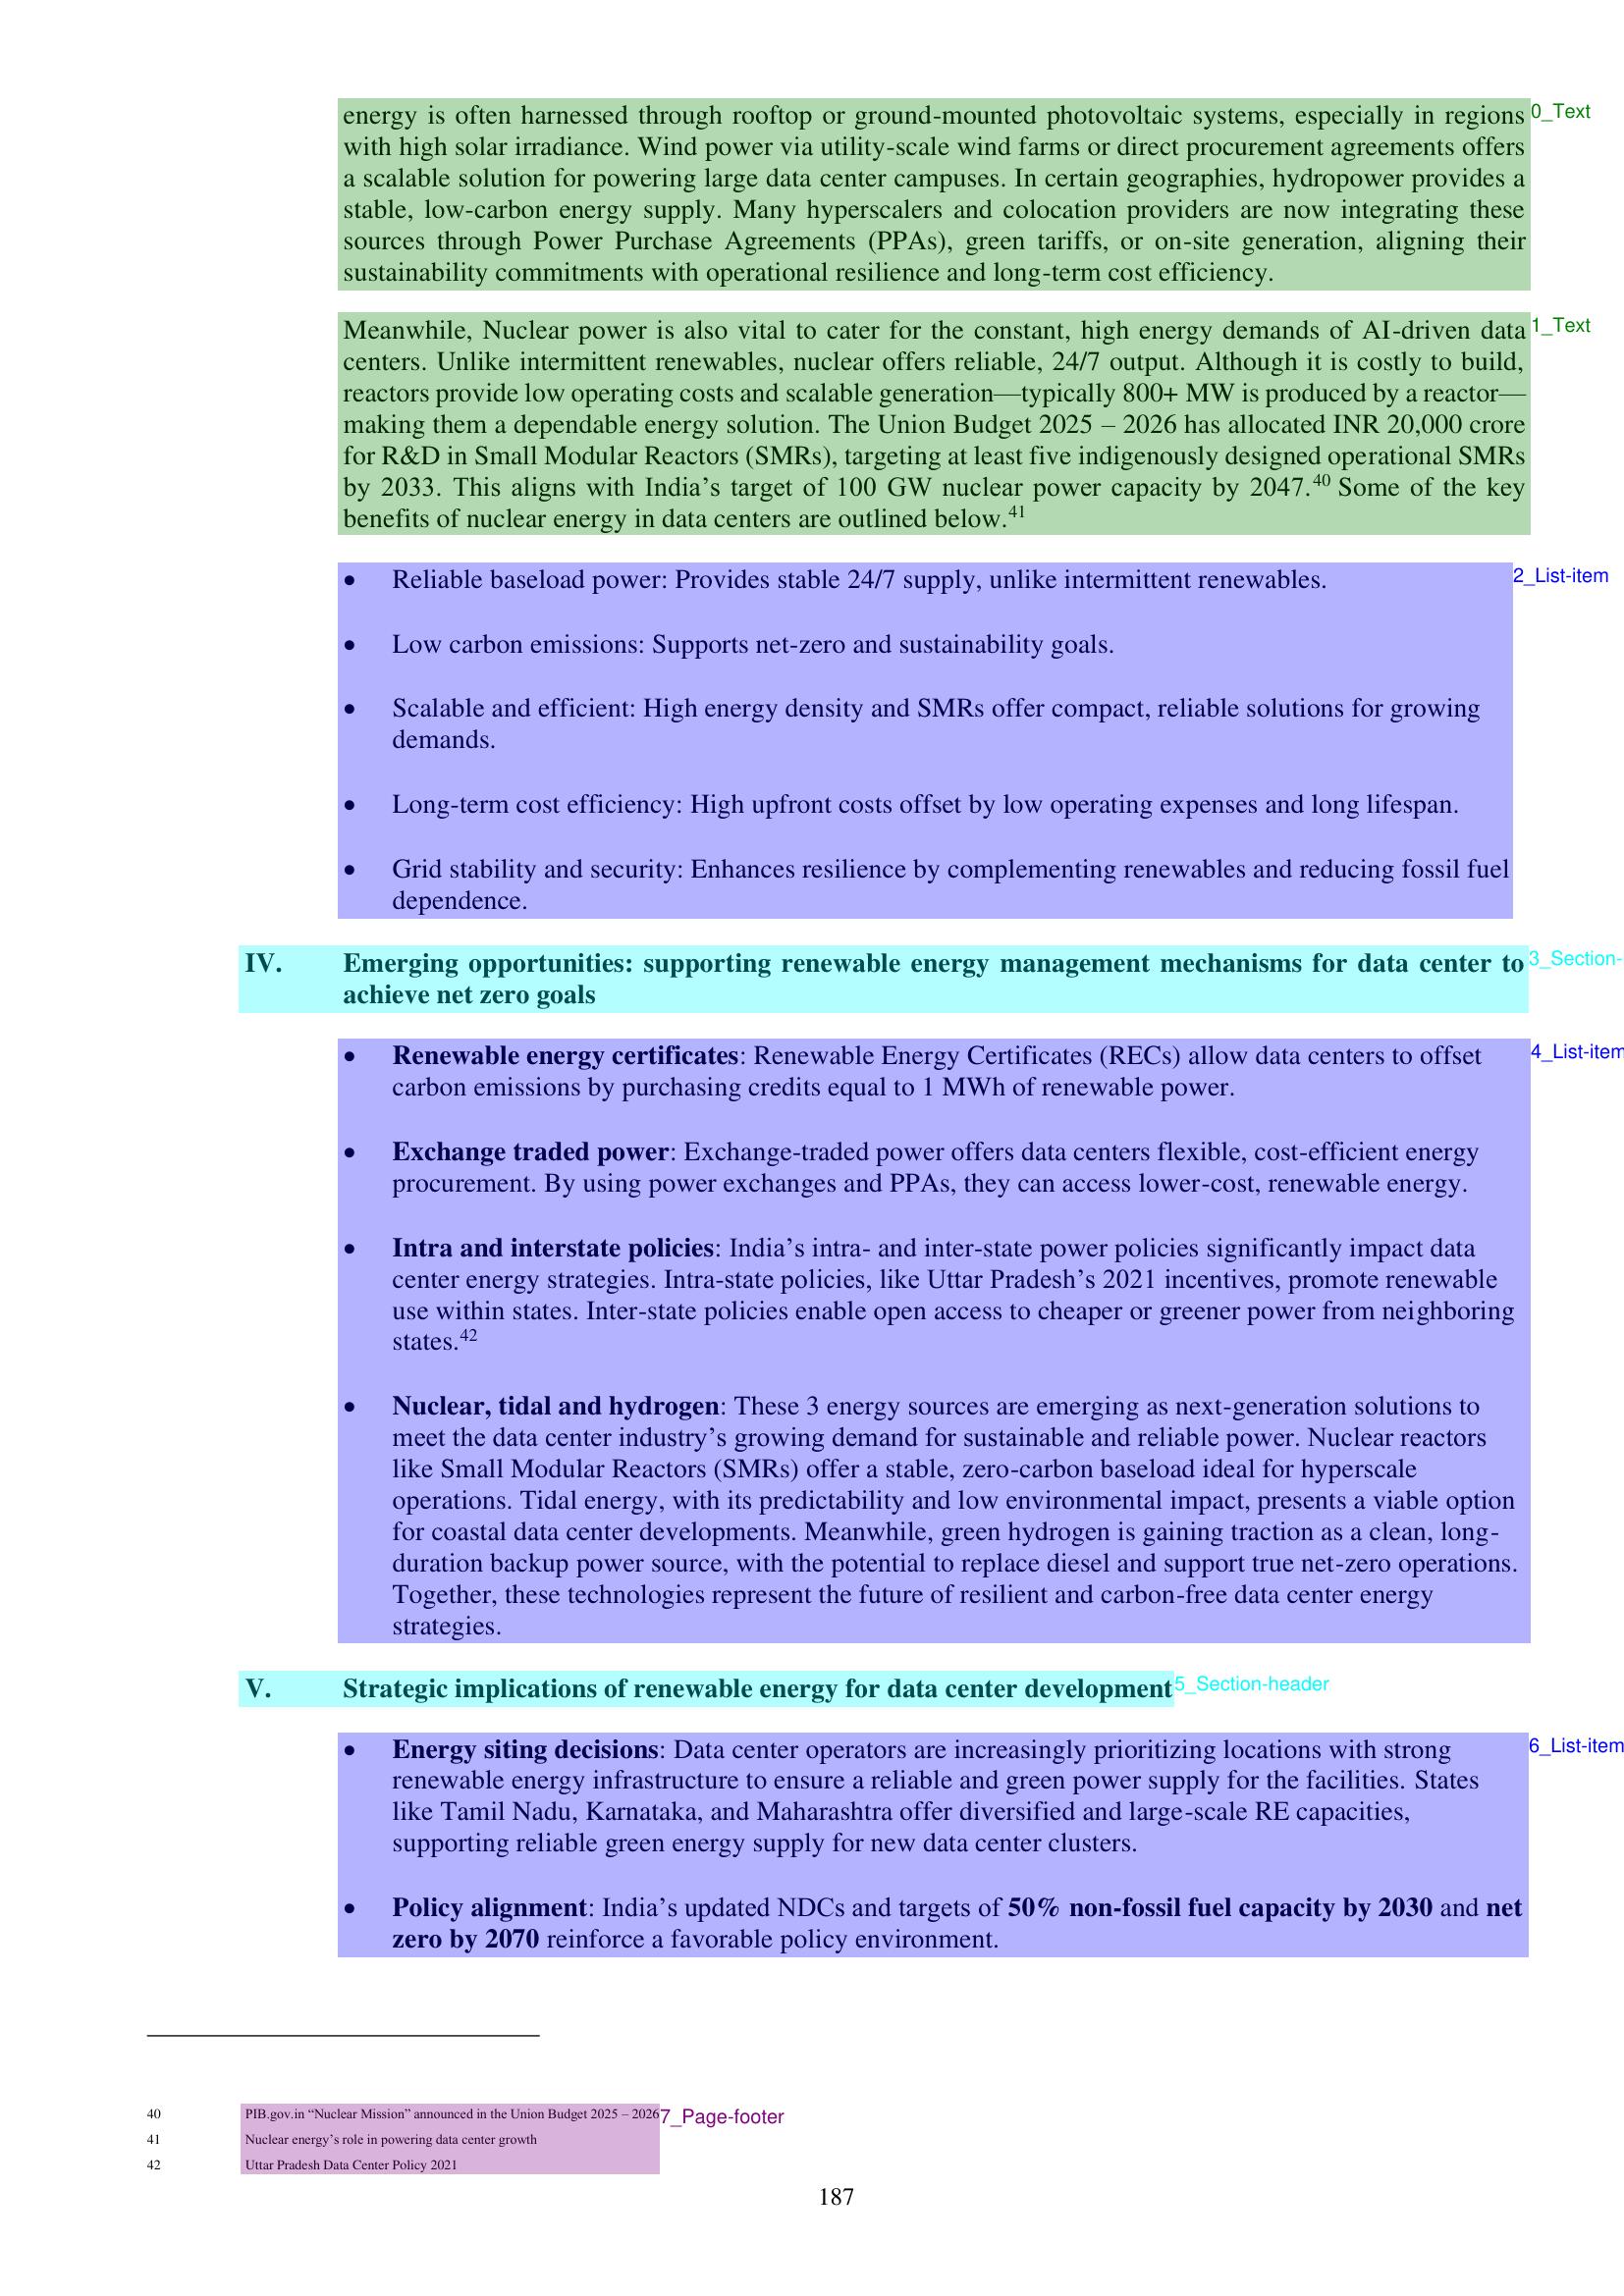 energy is often harnessed through rooftop or ground-mounted photovoltaic systems, especially in regions 0_Text
with high solar irradiance. Wind power via utility-scale wind farms or direct procurement agreements offers
a scalable solution for powering large data center campuses. In certain geographies, hydropower provides a
stable, low-carbon energy supply. Many hyperscalers and colocation providers are now integrating these
sources through Power Purchase Agreements (PPAs), green tariffs, or on-site generation, aligning their
sustainability commitments with operational resilience and long-term cost efficiency.
Meanwhile, Nuclear power is also vital to cater for the constant, high energy demands of AI-driven data 1_Text
centers. Unlike intermittent renewables, nuclear offers reliable, 24/7 output. Although it is costly to build,
reactors provide low operating costs and scalable generation—typically 800+ MW is produced by a reactor—
making them a dependable energy solution. The Union Budget 2025 – 2026 has allocated INR 20,000 crore
for R&D in Small Modular Reactors (SMRs), targeting at least five indigenously designed operational SMRs
by 2033. This aligns with India’s target of 100 GW nuclear power capacity by 2047.40 Some of the key
benefits of nuclear energy in data centers are outlined below.41
• Reliable baseload power: Provides stable 24/7 supply, unlike intermittent renewables. 2_List-item
• Low carbon emissions: Supports net-zero and sustainability goals.
• Scalable and efficient: High energy density and SMRs offer compact, reliable solutions for growing
demands.
• Long-term cost efficiency: High upfront costs offset by low operating expenses and long lifespan.
• Grid stability and security: Enhances resilience by complementing renewables and reducing fossil fuel
dependence.
IV. Emerging opportunities: supporting renewable energy management mechanisms for data center to 3_Section-
achieve net zero goals
• Renewable energy certificates: Renewable Energy Certificates (RECs) allow data centers to offset 4_List-item
carbon emissions by purchasing credits equal to 1 MWh of renewable power.
• Exchange traded power: Exchange-traded power offers data centers flexible, cost-efficient energy
procurement. By using power exchanges and PPAs, they can access lower-cost, renewable energy.
• Intra and interstate policies: India’s intra- and inter-state power policies significantly impact data
center energy strategies. Intra-state policies, like Uttar Pradesh’s 2021 incentives, promote renewable
use within states. Inter-state policies enable open access to cheaper or greener power from neighboring
states.42
• Nuclear, tidal and hydrogen: These 3 energy sources are emerging as next-generation solutions to
meet the data center industry’s growing demand for sustainable and reliable power. Nuclear reactors
like Small Modular Reactors (SMRs) offer a stable, zero-carbon baseload ideal for hyperscale
operations. Tidal energy, with its predictability and low environmental impact, presents a viable option
for coastal data center developments. Meanwhile, green hydrogen is gaining traction as a clean, long-
duration backup power source, with the potential to replace diesel and support true net-zero operations.
Together, these technologies represent the future of resilient and carbon-free data center energy
strategies.
V. Strategic implications of renewable energy for data center development 5_Section-header
• Energy siting decisions: Data center operators are increasingly prioritizing locations with strong 6_List-item
renewable energy infrastructure to ensure a reliable and green power supply for the facilities. States
like Tamil Nadu, Karnataka, and Maharashtra offer diversified and large-scale RE capacities,
supporting reliable green energy supply for new data center clusters.
• Policy alignment: India’s updated NDCs and targets of 50% non-fossil fuel capacity by 2030 and net
zero by 2070 reinforce a favorable policy environment.
40 PIB.gov.in “Nuclear Mission” announced in the Union Budget 2025 – 2026 7_Page-footer
41 Nuclear energy’s role in powering data center growth
42 Uttar Pradesh Data Center Policy 2021
187